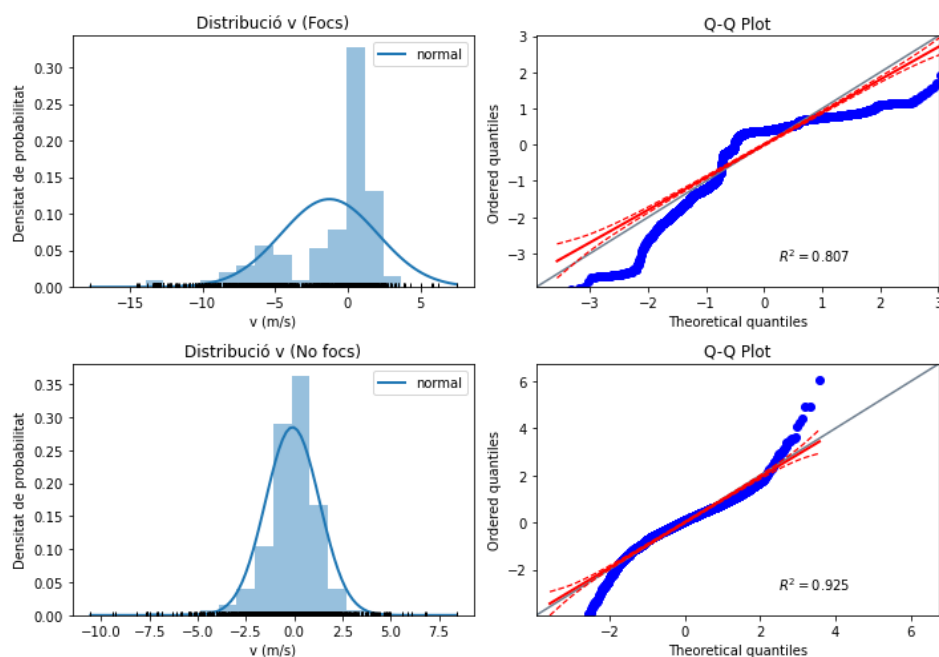 Distribució v (Focs)
normal
Densitat de probabilitat
0.30
0.25
0.20
0.15
0.10
0.05
0.00
−15 −10 −5 0 5
v (m/s)
Q-Q Plot
Ordered quantiles
3
2
1
0
−1
−2
−3
R² = 0.807
−3 −2 −1 0 1 2 3
Theoretical quantiles
Distribució v (No focs)
normal
Densitat de probabilitat
0.35
0.30
0.25
0.20
0.15
0.10
0.05
0.00
−10.0 −7.5 −5.0 −2.5 0.0 2.5 5.0 7.5
v (m/s)
Q-Q Plot
Ordered quantiles
6
4
2
0
−2
R² = 0.925
−2 0 2 4 6
Theoretical quantiles